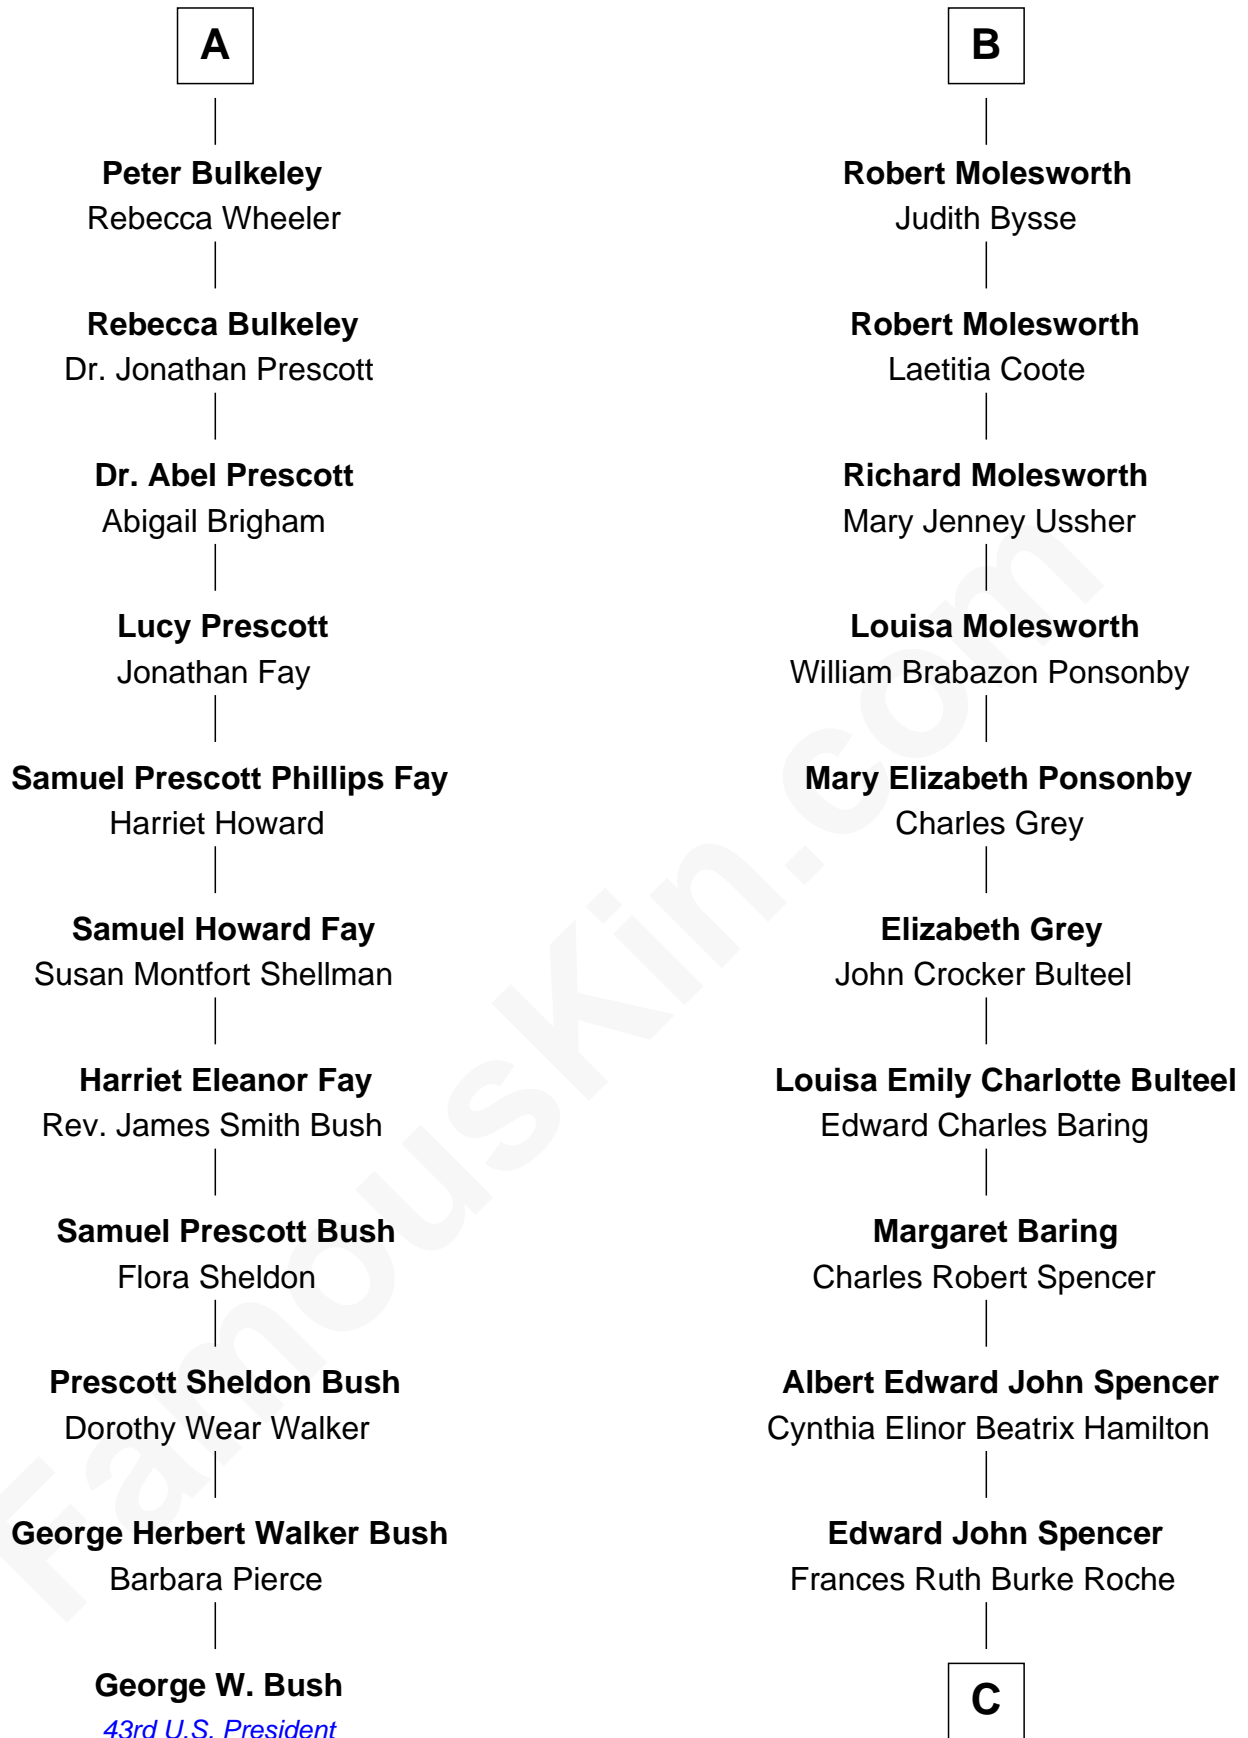 A
Peter Bulkeley
Rebecca Wheeler
Rebecca Bulkeley
Dr. Jonathan Prescott
Dr. Abel Prescott
Abigail Brigham
Lucy Prescott
Jonathan Fay
Samuel Prescott Phillips Fay
Harriet Howard
Samuel Howard Fay
Susan Montfort Shellman
Harriet Eleanor Fay
Rev. James Smith Bush
Samuel Prescott Bush
Flora Sheldon
Prescott Sheldon Bush
Dorothy Wear Walker
George Herbert Walker Bush
Barbara Pierce
George W. Bush
43rd U.S. President
B
Robert Molesworth
Judith Bysse
Robert Molesworth
Laetitia Coote
Richard Molesworth
Mary Jenney Ussher
Louisa Molesworth
William Brabazon Ponsonby
Mary Elizabeth Ponsonby
Charles Grey
Elizabeth Grey
John Crocker Bulteel
Louisa Emily Charlotte Bulteel
Edward Charles Baring
Margaret Baring
Charles Robert Spencer
Albert Edward John Spencer
Cynthia Elinor Beatrix Hamilton
Edward John Spencer
Frances Ruth Burke Roche
C
FamousKin.com